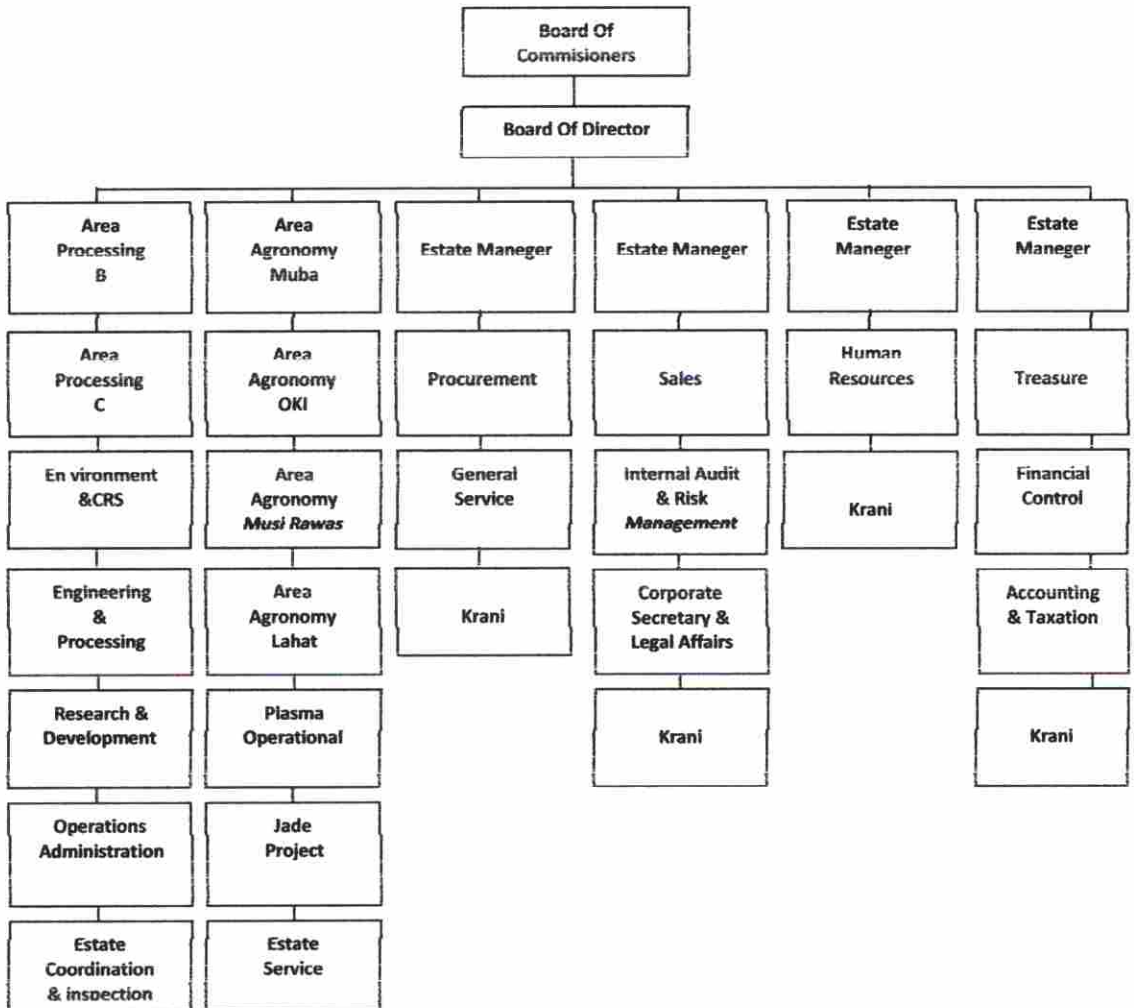 Board Of
Commisioners
Board Of Director
Area
Processing
B
Area
Agronomy
Muba
Estate Maneger
Estate Maneger
Estate
Maneger
Estate
Maneger
Area
Processing
C
Area
Agronomy
OKI
Procurement
Sales
Human
Resources
Treasure
En vironment
&CRS
Area
Agronomy
Musi Rawas
General
Service
Internal Audit
& Risk
Management
Krani
Financial
Control
Engineering
&
Processing
Area
Agronomy
Lahat
Krani
Corporate
Secretary &
Legal Affairs
Accounting
& Taxation
Research &
Development
Plasma
Operational
Krani
Krani
Operations
Administration
Jade
Project
Estate
Coordination
& inspection
Estate
Service